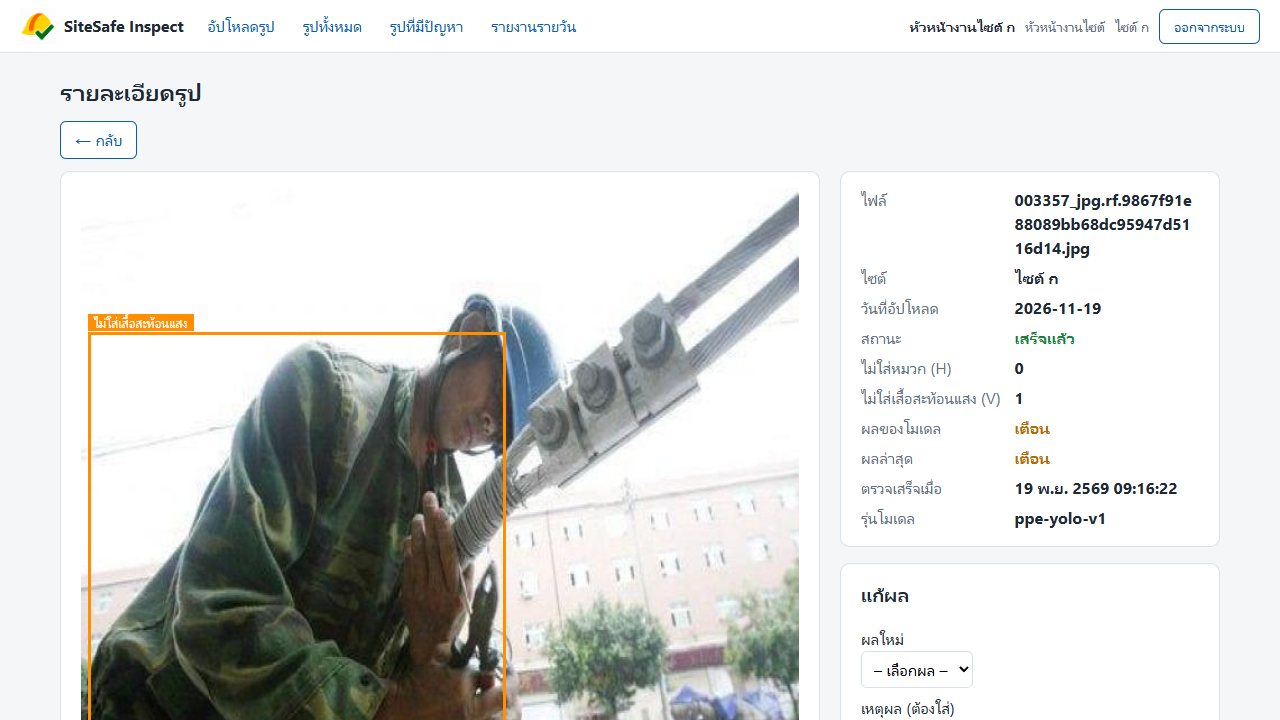 SiteSafe Inspect
อัปโหลดรูป
รูปทั้งหมด
รูปที่มีปัญหา
รายงานรายวัน
หัวหน้างานไซต์ ก
หัวหน้างานไซต์
ไซต์ ก
ออกจากระบบ
รายละเอียดรูป
← กลับ
ไม่ใส่เสื้อสะท้อนแสง
ไฟล์
003357_jpg.rf.9867f91e
88089bb68dc95947d51
16d14.jpg
ไซต์
ไซต์ ก
วันที่อัปโหลด
2026-11-19
สถานะ
เสร็จแล้ว
ไม่ใส่หมวก (H)
0
ไม่ใส่เสื้อสะท้อนแสง (V)
1
ผลของโมเดล
เตือน
ผลล่าสุด
เตือน
ตรวจเสร็จเมื่อ
19 พ.ย. 2569 09:16:22
รุ่นโมเดล
ppe-yolo-v1
แก้ผล
ผลใหม่
– เลือกผล –
เหตุผล (ต้องใส่)